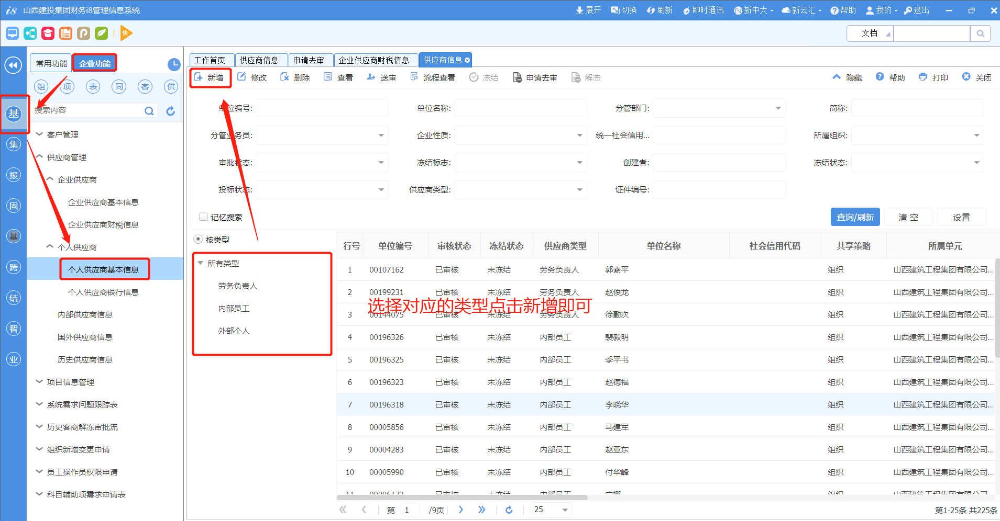 i8 山西建投集团财务i8管理信息系统 展开 切换 刷新 即时通讯 新中大 新云汇 帮助 我的 退出
快 文档
常用功能 企业功能
工作首页 供应商信息 申请去审 企业供应商财税信息 供应商信息
新增 修改 删除 查看 送审 流程查看 冻结 申请去审 解冻 隐藏 帮助 打印 关闭
组 项 表 同 客 供
搜索内容
基
集
报
固
基
跨
结
智
业
客户管理
供应商管理
企业供应商
企业供应商基本信息
企业供应商财税信息
个人供应商
个人供应商基本信息
个人供应商银行信息
内部供应商信息
国外供应商信息
历史供应商信息
项目信息管理
系统需求问题跟踪表
历史客商解冻审批流
组织新增变更申请
员工操作员权限申请
科目辅助项需求申请表
单位编号: 单位名称: 分管部门: 简称:
分管业务员: 企业性质: 统一社会信用... 所属组织:
审批状态: 冻结标志: 创建者: 冻结状态:
投标状态: 供应商类型: 证件编号:
记忆搜索 查询/刷新 清 空 设置
按类型
所有类型
劳务负责人
内部员工
外部个人
选择对应的类型点击新增即可
行号 单位编号 审核状态 冻结状态 供应商类型 单位名称 社会信用代码 共享策略 所属单元
1 00107162 已审核 未冻结 劳务负责人 郭素平 组织 山西建筑工程集团有限公司...
2 00199231 已审核 未冻结 劳务负责人 赵俊龙 组织 山西建筑工程集团有限公司...
3 00144075 已审核 未冻结 劳务负责人 徐勤次 组织 山西建筑工程集团有限公司...
4 00196326 已审核 未冻结 内部员工 裴毅明 组织 山西建筑工程集团有限公司...
5 00196325 已审核 未冻结 内部员工 季平书 组织 山西建筑工程集团有限公司...
6 00196323 已审核 未冻结 内部员工 赵德福 组织 山西建筑工程集团有限公司...
7 00196318 已审核 未冻结 内部员工 李晓华 组织 山西建筑工程集团有限公司...
8 00005856 已审核 未冻结 内部员工 马建军 组织 山西建筑工程集团有限公司...
9 00004283 已审核 未冻结 内部员工 赵亚东 组织 山西建筑工程集团有限公司...
10 00005990 已审核 未冻结 内部员工 付华峰 组织 山西建筑工程集团有限公司...
11 已审核 未冻结 内部员工 组织 山西建筑工程集团有限公司...
第 1 /9页 25 第1-25条 共225条